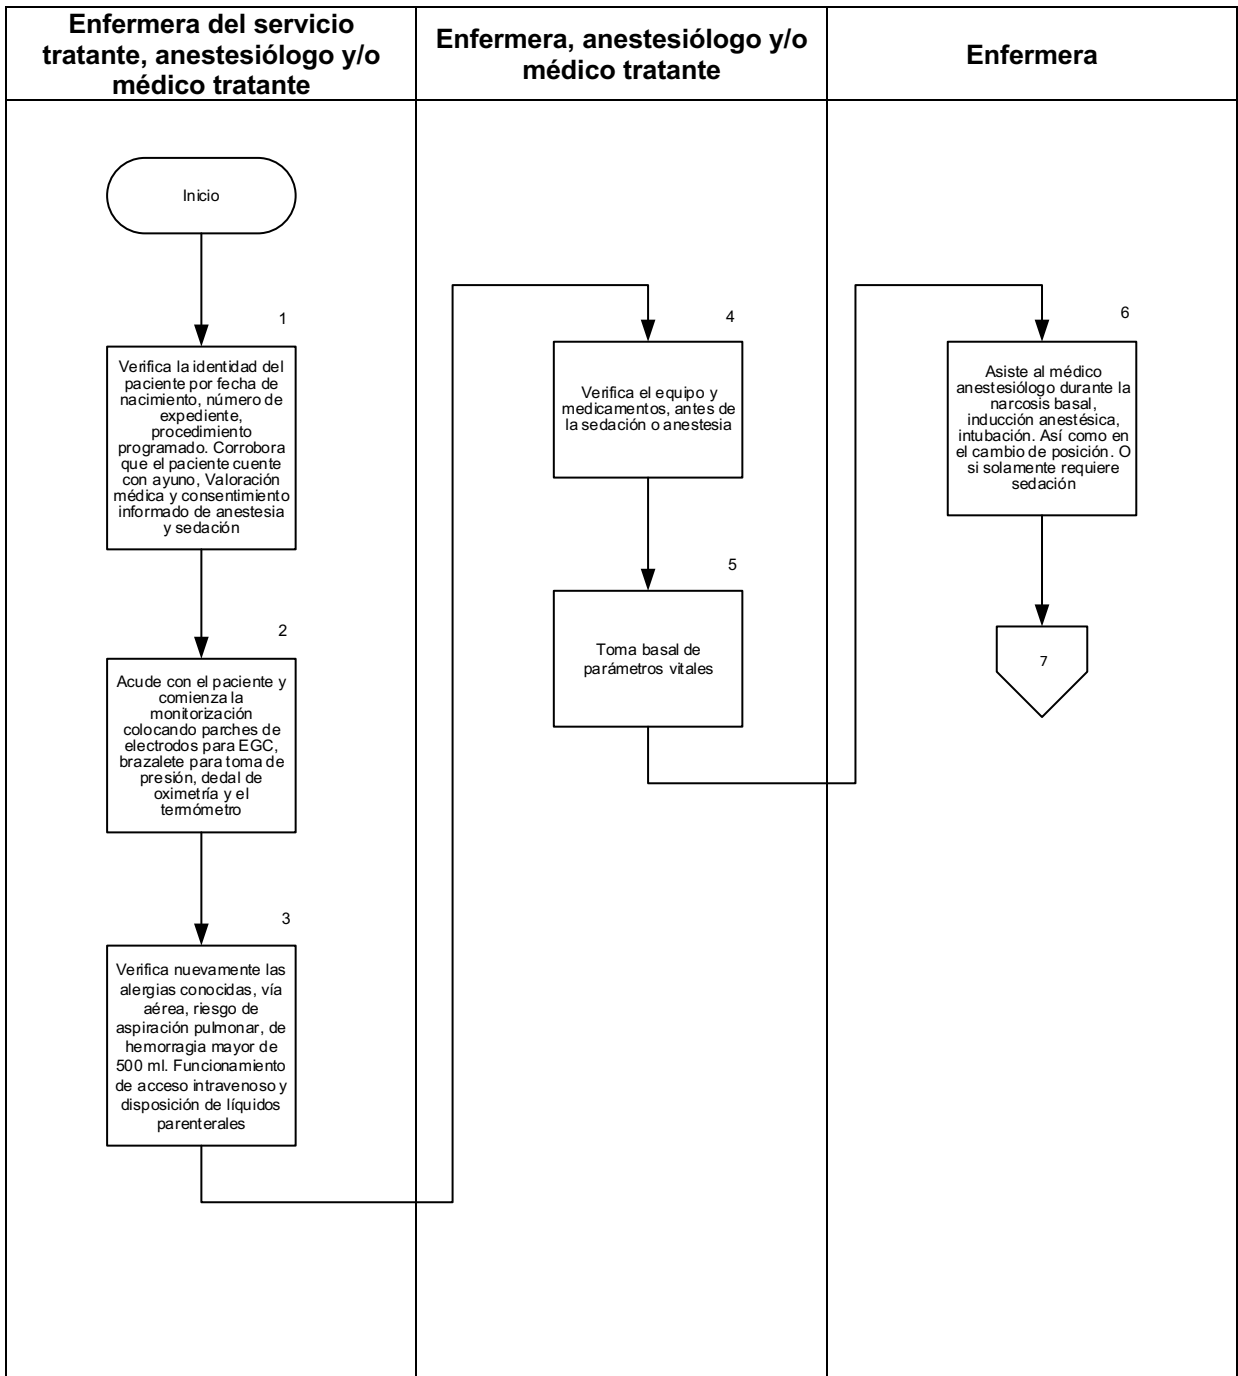 Enfermera del servicio
tratante, anestesiólogo y/o
médico tratante
Enfermera, anestesiólogo y/o
médico tratante
Enfermera
Inicio
1
Verifica la identidad del
paciente por fecha de
nacimiento, número de
expediente,
procedimiento
programado. Corrobora
que el paciente cuente
con ayuno, Valoración
médica y consentimiento
informado de anestesia
y sedación
2
Acude con el paciente y
comienza la
monitorización
colocando parches de
electrodos para EGC,
brazalete para toma de
presión, dedal de
oximetría y el
termómetro
3
Verifica nuevamente las
alergias conocidas, vía
aérea, riesgo de
aspiración pulmonar, de
hemorragia mayor de
500 ml. Funcionamiento
de acceso intravenoso y
disposición de líquidos
parenterales
4
Verifica el equipo y
medicamentos, antes de
la sedación o anestesia
5
Toma basal de
parámetros vitales
6
Asiste al médico
anestesiólogo durante la
narcosis basal,
inducción anestésica,
intubación. Así como en
el cambio de posición. O
si solamente requiere
sedación
7